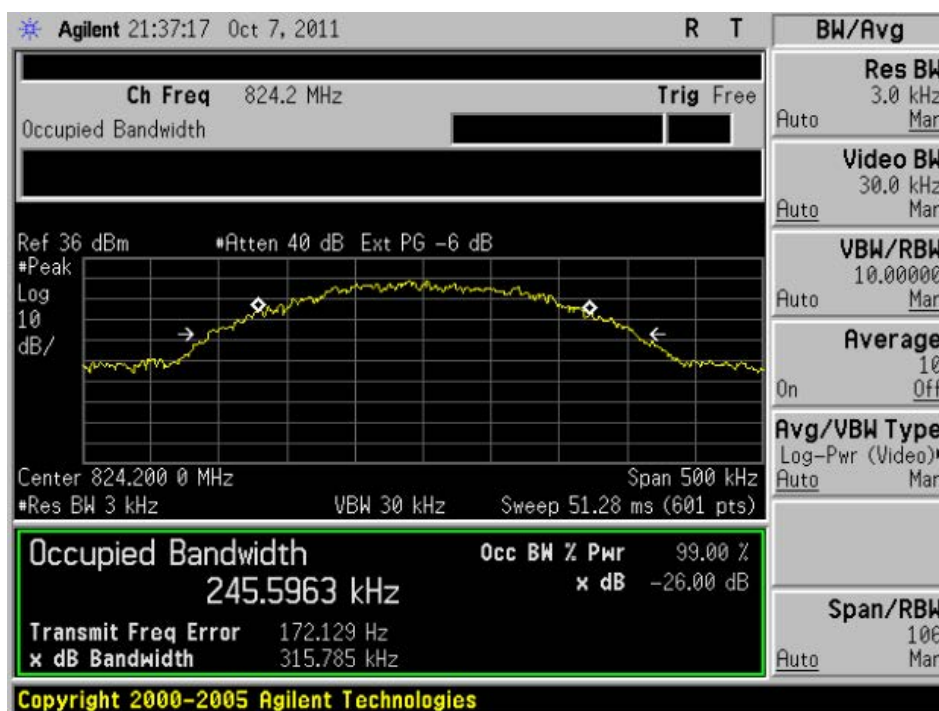 Agilent 21:37:17 Oct 7, 2011 R T
BW/Avg
Ch Freq 824.2 MHz Trig Free
Occupied Bandwidth
Ref 36 dBm #Atten 40 dB Ext PG -6 dB
#Peak
Log
10
dB/
Center 824.200 0 MHz Span 500 kHz
#Res BW 3 kHz VBW 30 kHz Sweep 51.28 ms (601 pts)
Occupied Bandwidth
245.5963 kHz
Occ BW % Pwr 99.00 %
x dB -26.00 dB
Transmit Freq Error 172.129 Hz
x dB Bandwidth 315.785 kHz
Copyright 2000-2005 Agilent Technologies
Res BW
3.0 kHz
Auto Man
Video BW
30.0 kHz
Auto Man
VBW/RBW
10.00000
Auto Man
Average
10
On Off
Avg/VBW Type
Log-Pwr (Video)
Auto Man
Span/RBW
106
Auto Man